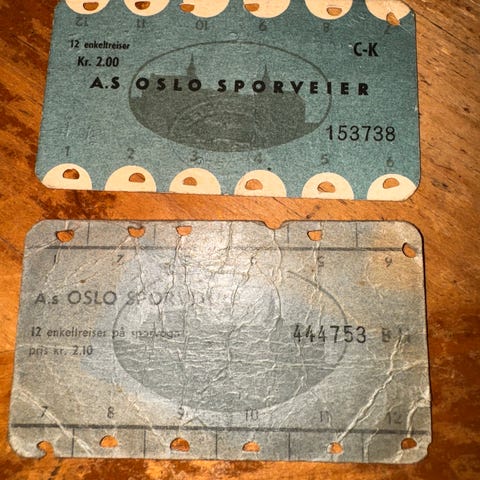 12 11 10 9 8 7
12 enkeltreiser
Kr. 2.00
C-K
A.S OSLO SPORVEIER
153738
1 2 3 4 5 6
1 2 3 5 6
A.s OSLO
12 enkeltreiser på
444753
pris kr. 2.10
7 8 9 10 11 12